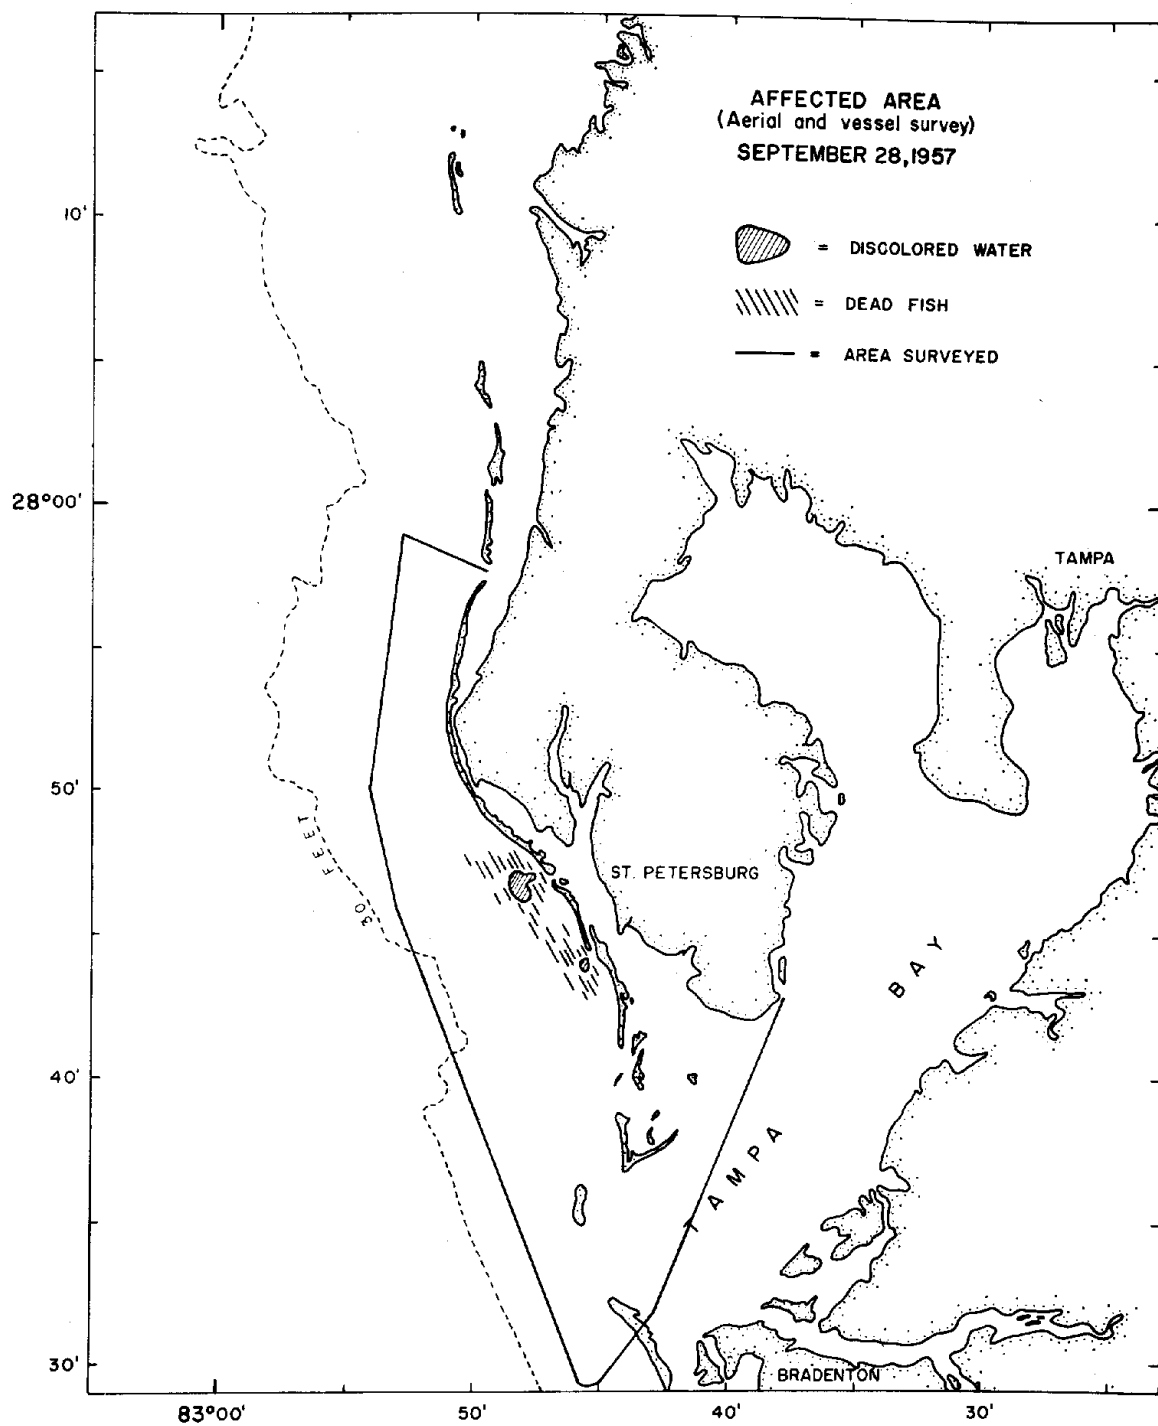 AFFECTED AREA
(Aerial and vessel survey)
SEPTEMBER 28, 1957
10'
= DISCOLORED WATER
= DEAD FISH
= AREA SURVEYED
28°00'
TAMPA
50'
30 FEET
ST. PETERSBURG
TAMPA BAY
40'
30'
BRADENTON
83°00' 50' 40' 30'